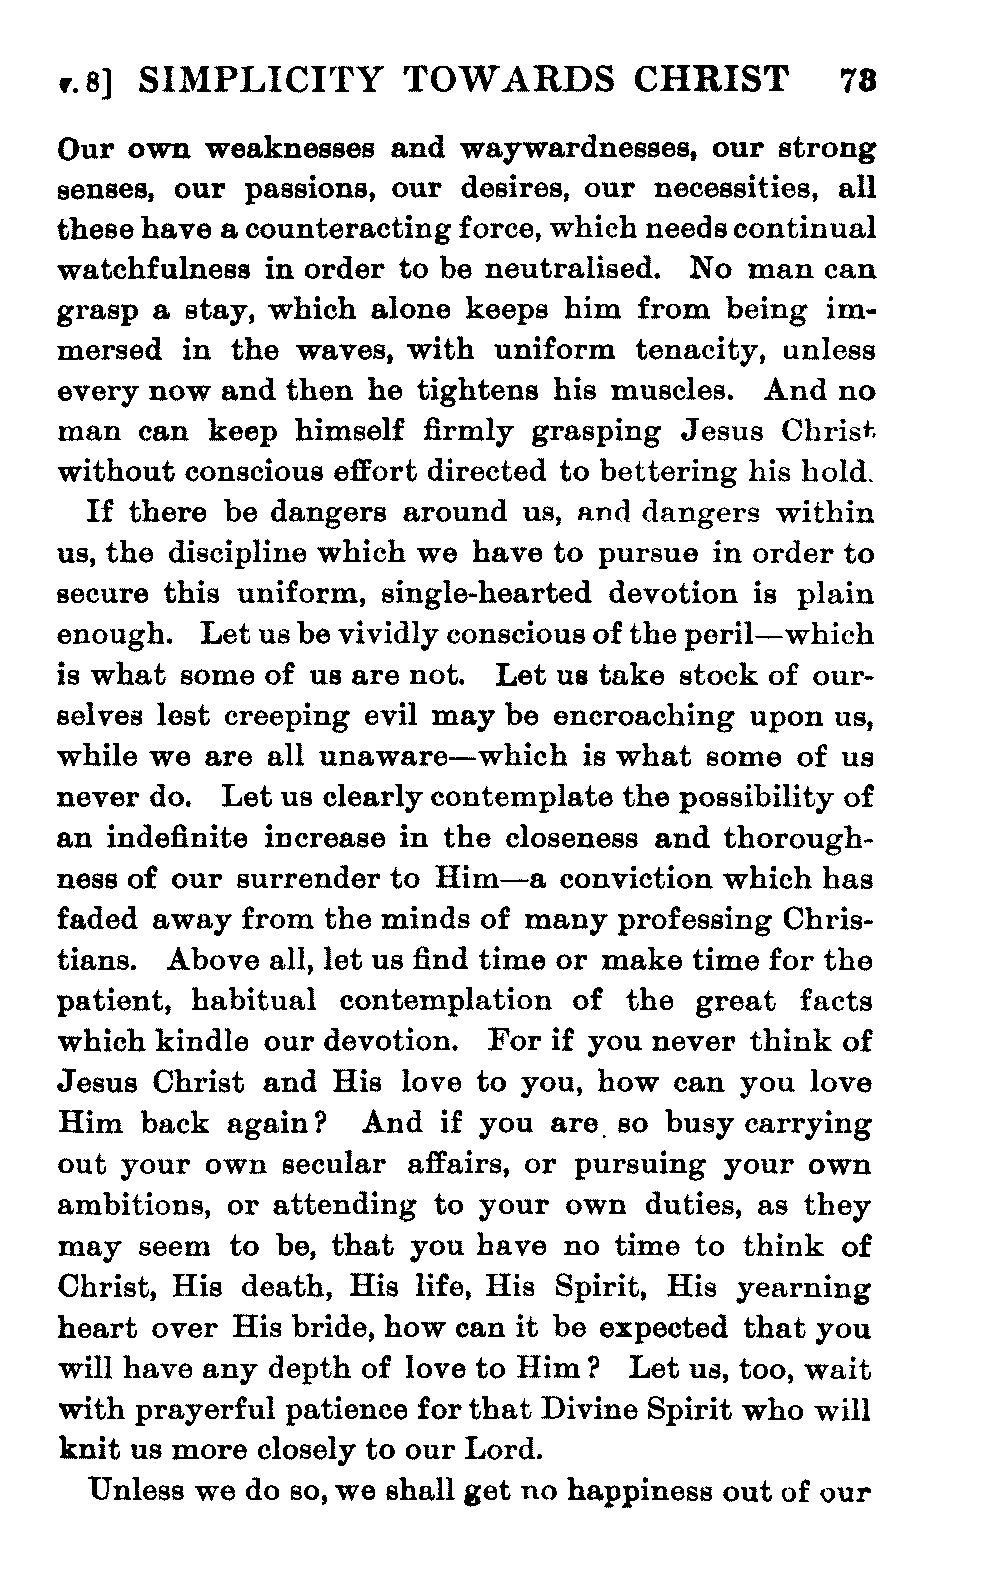 v. 8] SIMPLICITY TOWARDS CHRIST 73
Our own weaknesses and waywardnesses, our strong
senses, our passions, our desires, our necessities, all
these have a counteracting force, which needs continual
watchfulness in order to be neutralised. No man can
grasp a stay, which alone keeps him from being im-
mersed in the waves, with uniform tenacity, unless
every now and then he tightens his muscles. And no
man can keep himself firmly grasping Jesus Christ
without conscious effort directed to bettering his hold.
If there be dangers around us, and dangers within
us, the discipline which we have to pursue in order to
secure this uniform, single-hearted devotion is plain
enough. Let us be vividly conscious of the peril—which
is what some of us are not. Let us take stock of our-
selves lest creeping evil may be encroaching upon us,
while we are all unaware—which is what some of us
never do. Let us clearly contemplate the possibility of
an indefinite increase in the closeness and thorough-
ness of our surrender to Him—a conviction which has
faded away from the minds of many professing Chris-
tians. Above all, let us find time or make time for the
patient, habitual contemplation of the great facts
which kindle our devotion. For if you never think of
Jesus Christ and His love to you, how can you love
Him back again? And if you are so busy carrying
out your own secular affairs, or pursuing your own
ambitions, or attending to your own duties, as they
may seem to be, that you have no time to think of
Christ, His death, His life, His Spirit, His yearning
heart over His bride, how can it be expected that you
will have any depth of love to Him? Let us, too, wait
with prayerful patience for that Divine Spirit who will
knit us more closely to our Lord.
Unless we do so, we shall get no happiness out of our